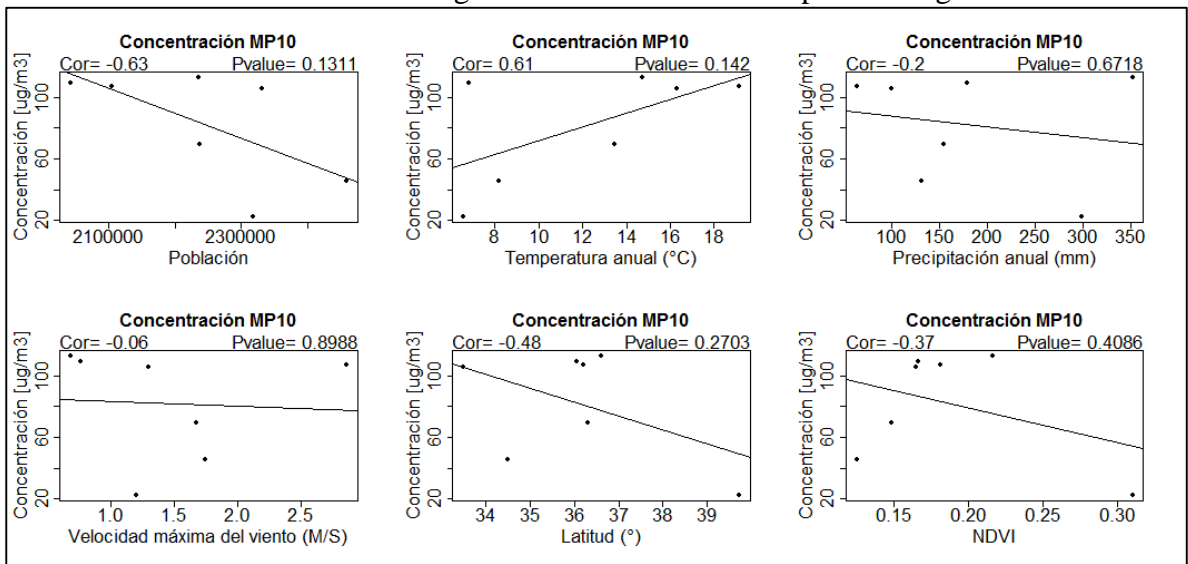 Concentración MP10
Cor= -0.63 Pvalue= 0.1311
Concentración [ug/m3]
20 60 100
2100000 2300000
Población
Concentración MP10
Cor= 0.61 Pvalue= 0.142
Concentración [ug/m3]
20 60 100
8 10 12 14 16 18
Temperatura anual (°C)
Concentración MP10
Cor= -0.2 Pvalue= 0.6718
Concentración [ug/m3]
20 60 100
100 150 200 250 300 350
Precipitación anual (mm)
Concentración MP10
Cor= -0.06 Pvalue= 0.8988
Concentración [ug/m3]
20 60 100
1.0 1.5 2.0 2.5
Velocidad máxima del viento (M/S)
Concentración MP10
Cor= -0.48 Pvalue= 0.2703
Concentración [ug/m3]
20 60 100
34 35 36 37 38 39
Latitud (°)
Concentración MP10
Cor= -0.37 Pvalue= 0.4086
Concentración [ug/m3]
20 60 100
0.15 0.20 0.25 0.30
NDVI